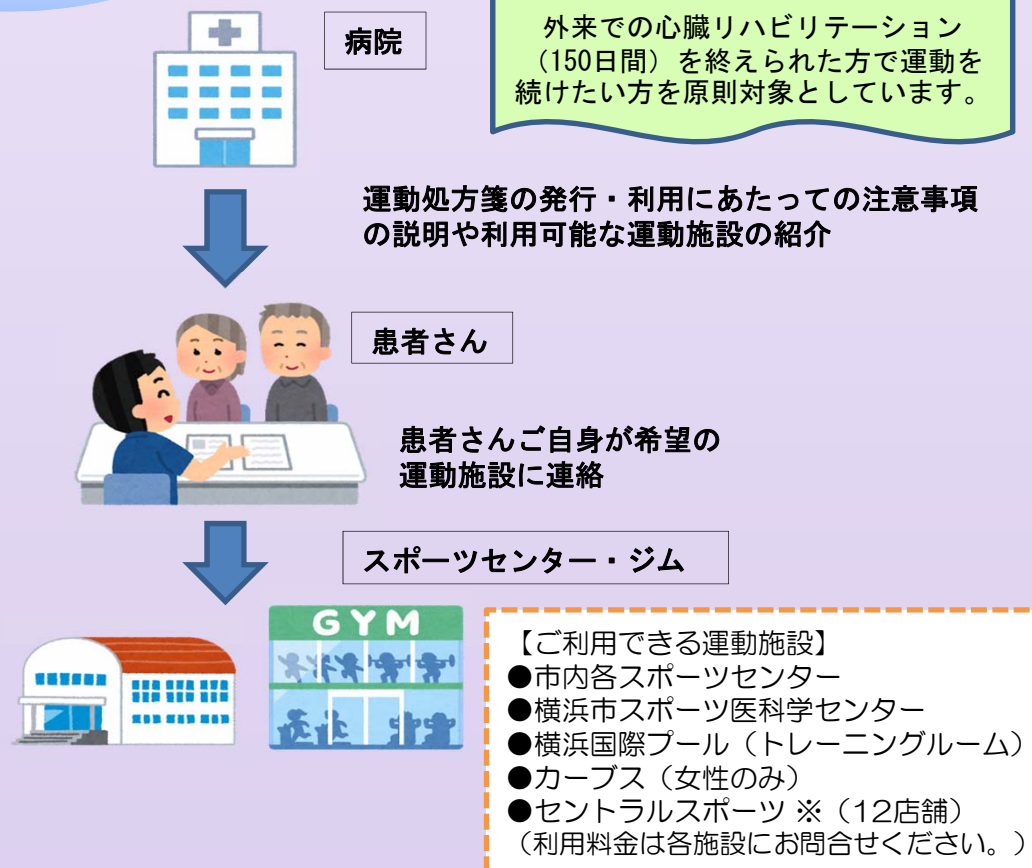 病院
外来での心臓リハビリテーション
（150日間）を終えられた方で運動を
続けたい方を原則対象としています。
運動処方箋の発行・利用にあたっての注意事項
の説明や利用可能な運動施設の紹介
患者さん
患者さんご自身が希望の
運動施設に連絡
スポーツセンター・ジム
GYM
【ご利用できる運動施設】
●市内各スポーツセンター
●横浜市スポーツ医科学センター
●横浜国際プール（トレーニングルーム）
●カーブス（女性のみ）
●セントラルスポーツ ※（12店舗）
（利用料金は各施設にお問合せください。）